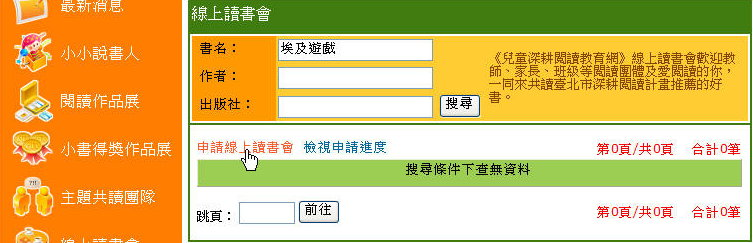 最新消息
小小說書人
閱讀作品展
小書得獎作品展
主題共讀團隊
線上讀書會
線上讀書會
書名：
埃及遊戲
作者：
出版社：
搜尋
《兒童深耕閱讀教育網》線上讀書會歡迎教
師、家長、班級等閱讀團體及愛閱讀的你，
一同來共讀臺北市深耕閱讀計畫推薦的好
書。
申請線上讀書會 檢視申請進度
第0頁/共0頁 合計0筆
搜尋條件下查無資料
跳頁：
前往
第0頁/共0頁 合計0筆